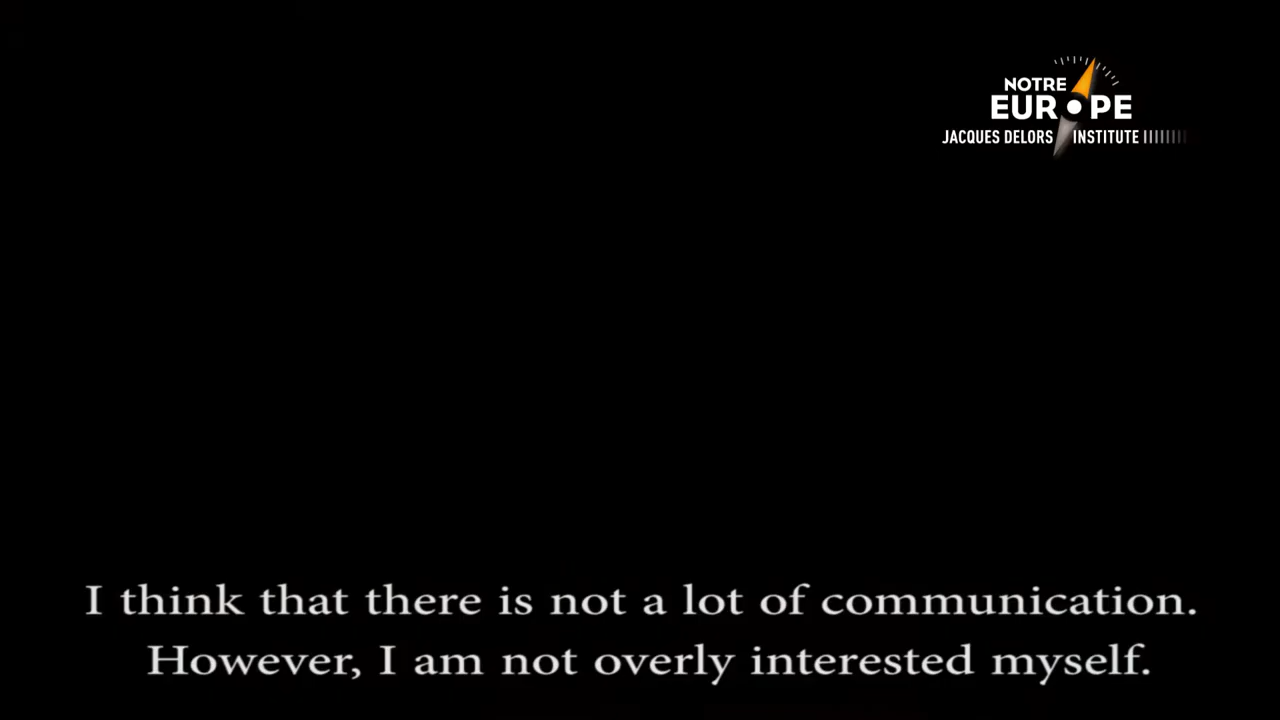 NOTRE
EUROPE
JACQUES DELORS INSTITUTE
I think that there is not a lot of communication.
However, I am not overly interested myself.